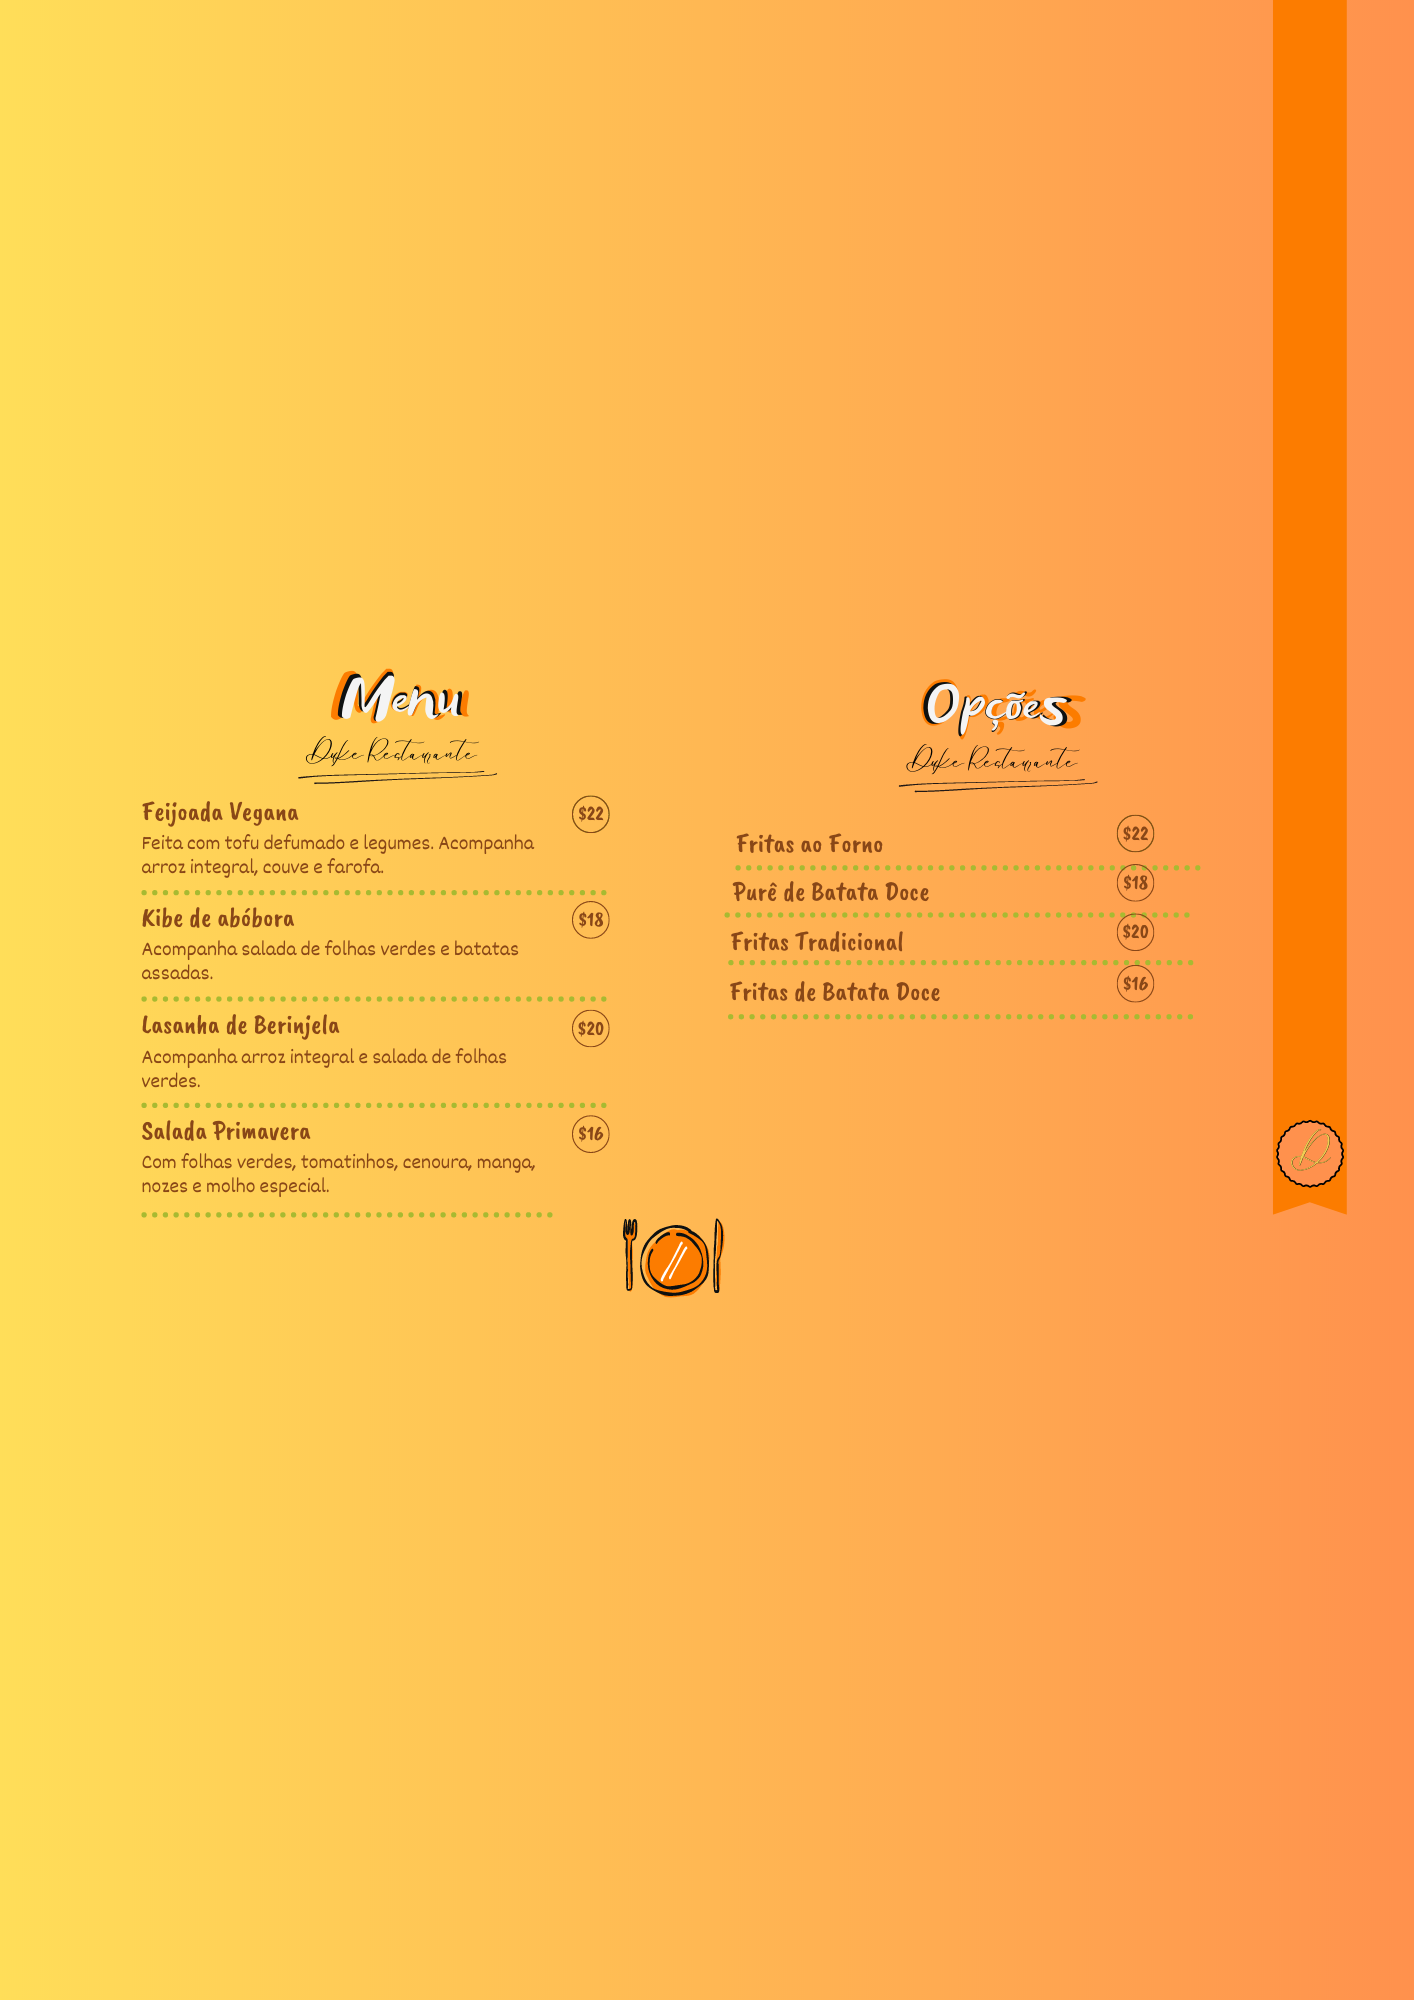 Menu
Duke Restaurante
Feijoada Vegana $22
Feita com tofu defumado e legumes. Acompanha
arroz integral, couve e farofa.
Kibe de abóbora $18
Acompanha salada de folhas verdes e batatas
assadas.
Lasanha de Berinjela $20
Acompanha arroz integral e salada de folhas
verdes.
Salada Primavera $16
Com folhas verdes, tomatinhos, cenoura, manga,
nozes e molho especial.
Opções
Duke Restaurante
Fritas ao Forno $22
Purê de Batata Doce $18
Fritas Tradicional $20
Fritas de Batata Doce $16
D